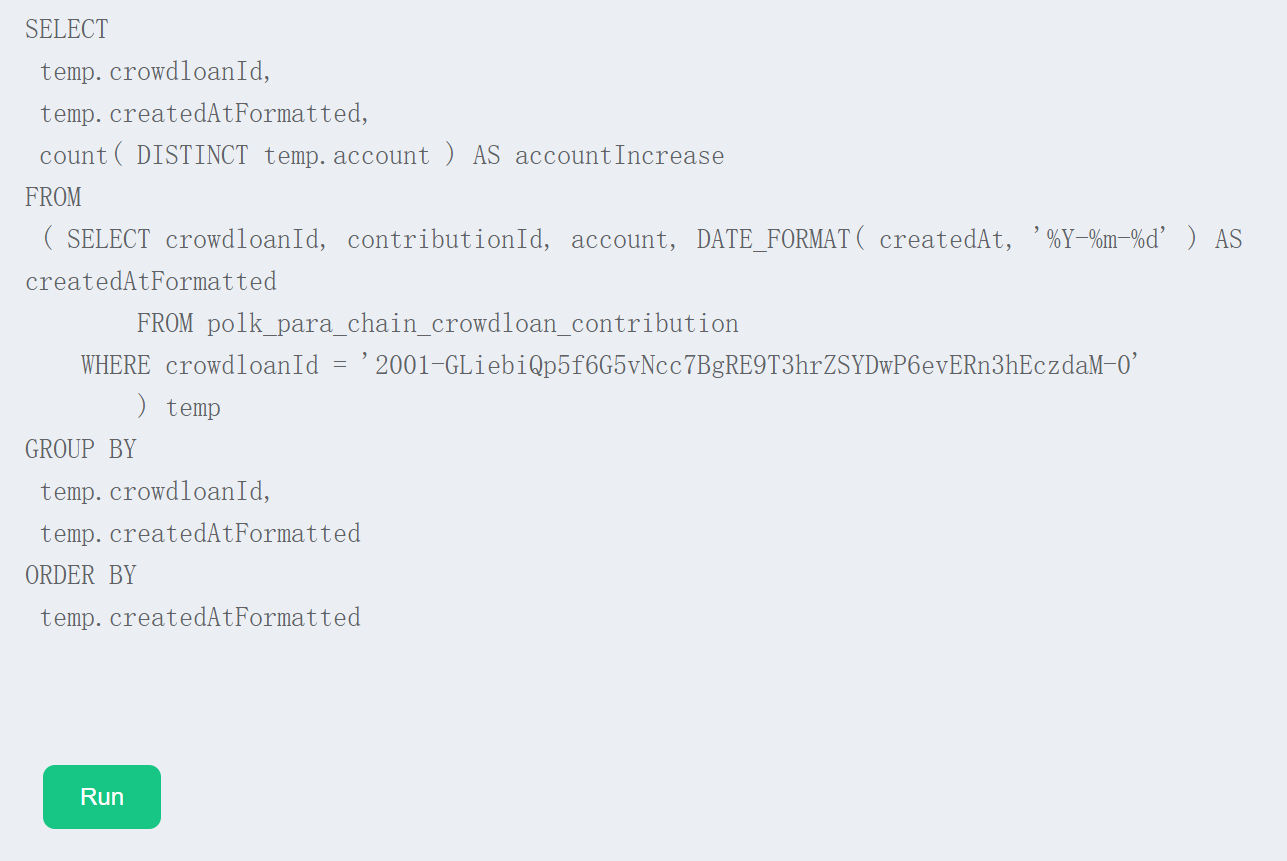 SELECT
temp.crowdloanId,
temp.createdAtFormatted,
count( DISTINCT temp.account ) AS accountIncrease
FROM
( SELECT crowdloanId, contributionId, account, DATE_FORMAT( createdAt, '%Y-%m-%d' ) AS
createdAtFormatted
FROM polk_para_chain_crowdloan_contribution
WHERE crowdloanId = '2001-GLiebiQp5f6G5vNcc7BgRE9T3hrZSYDwP6evERn3hEczdaM-0'
) temp
GROUP BY
temp.crowdloanId,
temp.createdAtFormatted
ORDER BY
temp.createdAtFormatted
Run